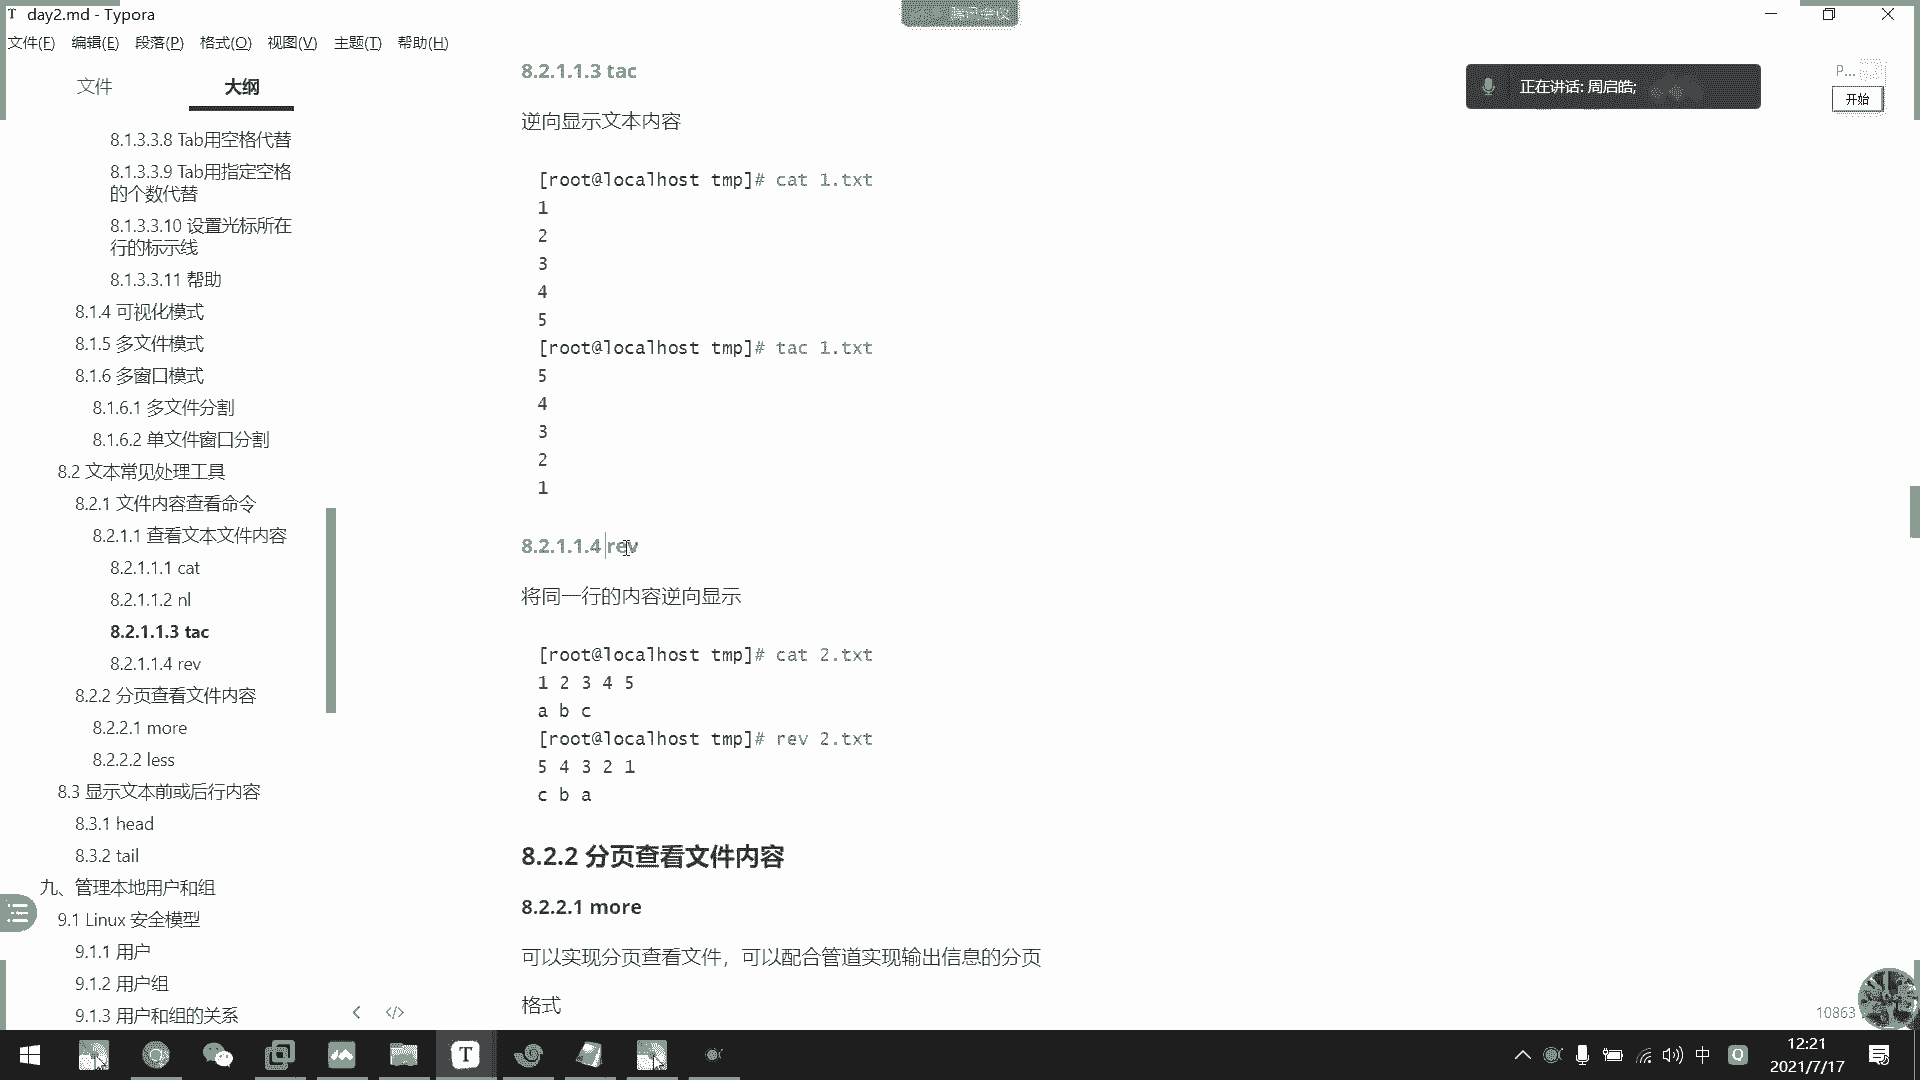 day2.md - Typora
腾讯会议
文件(F) 编辑(E) 段落(P) 格式(O) 视图(V) 主题(T) 帮助(H)
文件 大纲
8.1.3.3.8 Tab用空格代替
8.1.3.3.9 Tab用指定空格
的个数代替
8.1.3.3.10 设置光标所在
行的标示线
8.1.3.3.11 帮助
8.1.4 可视化模式
8.1.5 多文件模式
8.1.6 多窗口模式
8.1.6.1 多文件分割
8.1.6.2 单文件窗口分割
8.2 文本常见处理工具
8.2.1 文件内容查看命令
8.2.1.1 查看文本文件内容
8.2.1.1.1 cat
8.2.1.1.2 nl
8.2.1.1.3 tac
8.2.1.1.4 rev
8.2.2 分页查看文件内容
8.2.2.1 more
8.2.2.2 less
8.3 显示文本前或后行内容
8.3.1 head
8.3.2 tail
九、管理本地用户和组
9.1 Linux 安全模型
9.1.1 用户
9.1.2 用户组
9.1.3 用户和组的关系
8.2.1.1.3 tac
逆向显示文本内容
[root@localhost tmp]# cat 1.txt
1
2
3
4
5
[root@localhost tmp]# tac 1.txt
5
4
3
2
1
8.2.1.1.4 rev
将同一行的内容逆向显示
[root@localhost tmp]# cat 2.txt
1 2 3 4 5
a b c
[root@localhost tmp]# rev 2.txt
5 4 3 2 1
c b a
8.2.2 分页查看文件内容
8.2.2.1 more
可以实现分页查看文件，可以配合管道实现输出信息的分页
格式
正在讲话: 周启皓;
P...
开始
10863
中
12:21
2021/7/17